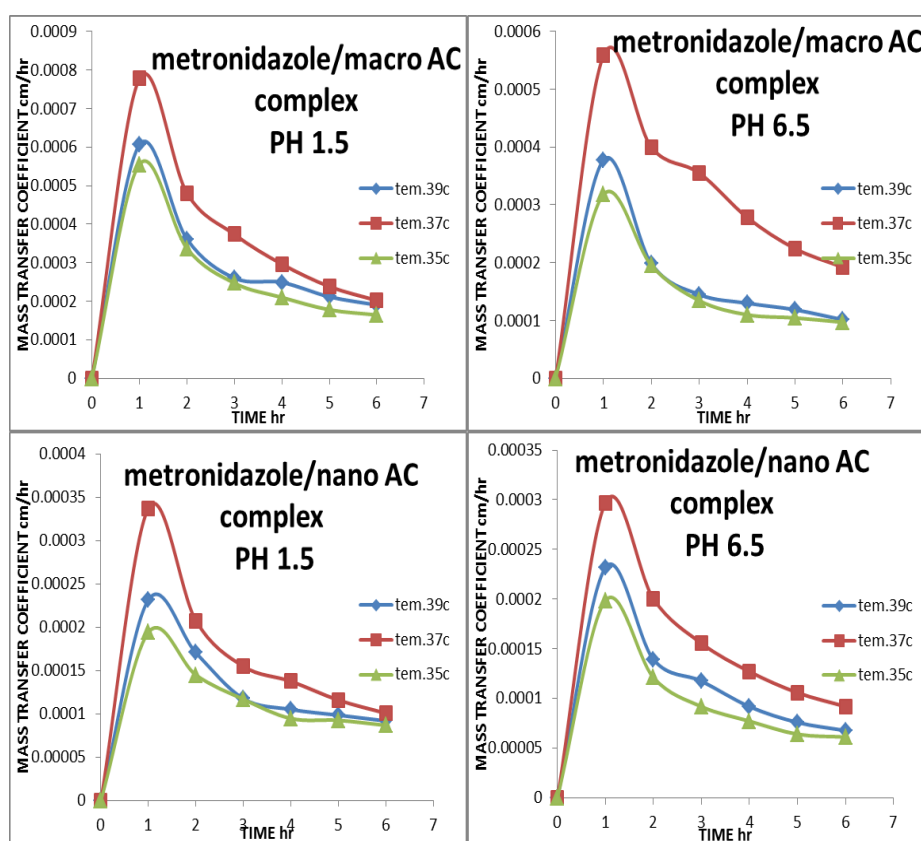 metronidazole/macro AC
complex
PH 1.5
MASS TRANSFER COEFFICIENT cm/hr
0.0009
0.0008
0.0007
0.0006
0.0005
0.0004
0.0003
0.0002
0.0001
0
tem.39c
tem.37c
tem.35c
0 1 2 3 4 5 6 7
TIME hr
metronidazole/macro AC
complex
PH 6.5
MASS TRANSFER COEFFICIENT cm/hr
0.0006
0.0005
0.0004
0.0003
0.0002
0.0001
0
tem.39c
tem.37c
tem.35c
0 1 2 3 4 5 6 7
TIME hr
metronidazole/nano AC
complex
PH 1.5
MASS TRANSFER COEFFICIENT cm/hr
0.0004
0.00035
0.0003
0.00025
0.0002
0.00015
0.0001
0.00005
0
tem.39c
tem.37c
tem.35c
0 1 2 3 4 5 6 7
TIME hr
metronidazole/nano AC
complex
PH 6.5
MASS TRANSFER COEFFICIENT cm/hr
0.00035
0.0003
0.00025
0.0002
0.00015
0.0001
0.00005
0
tem.39c
tem.37c
tem.35c
0 1 2 3 4 5 6 7
TIME hr